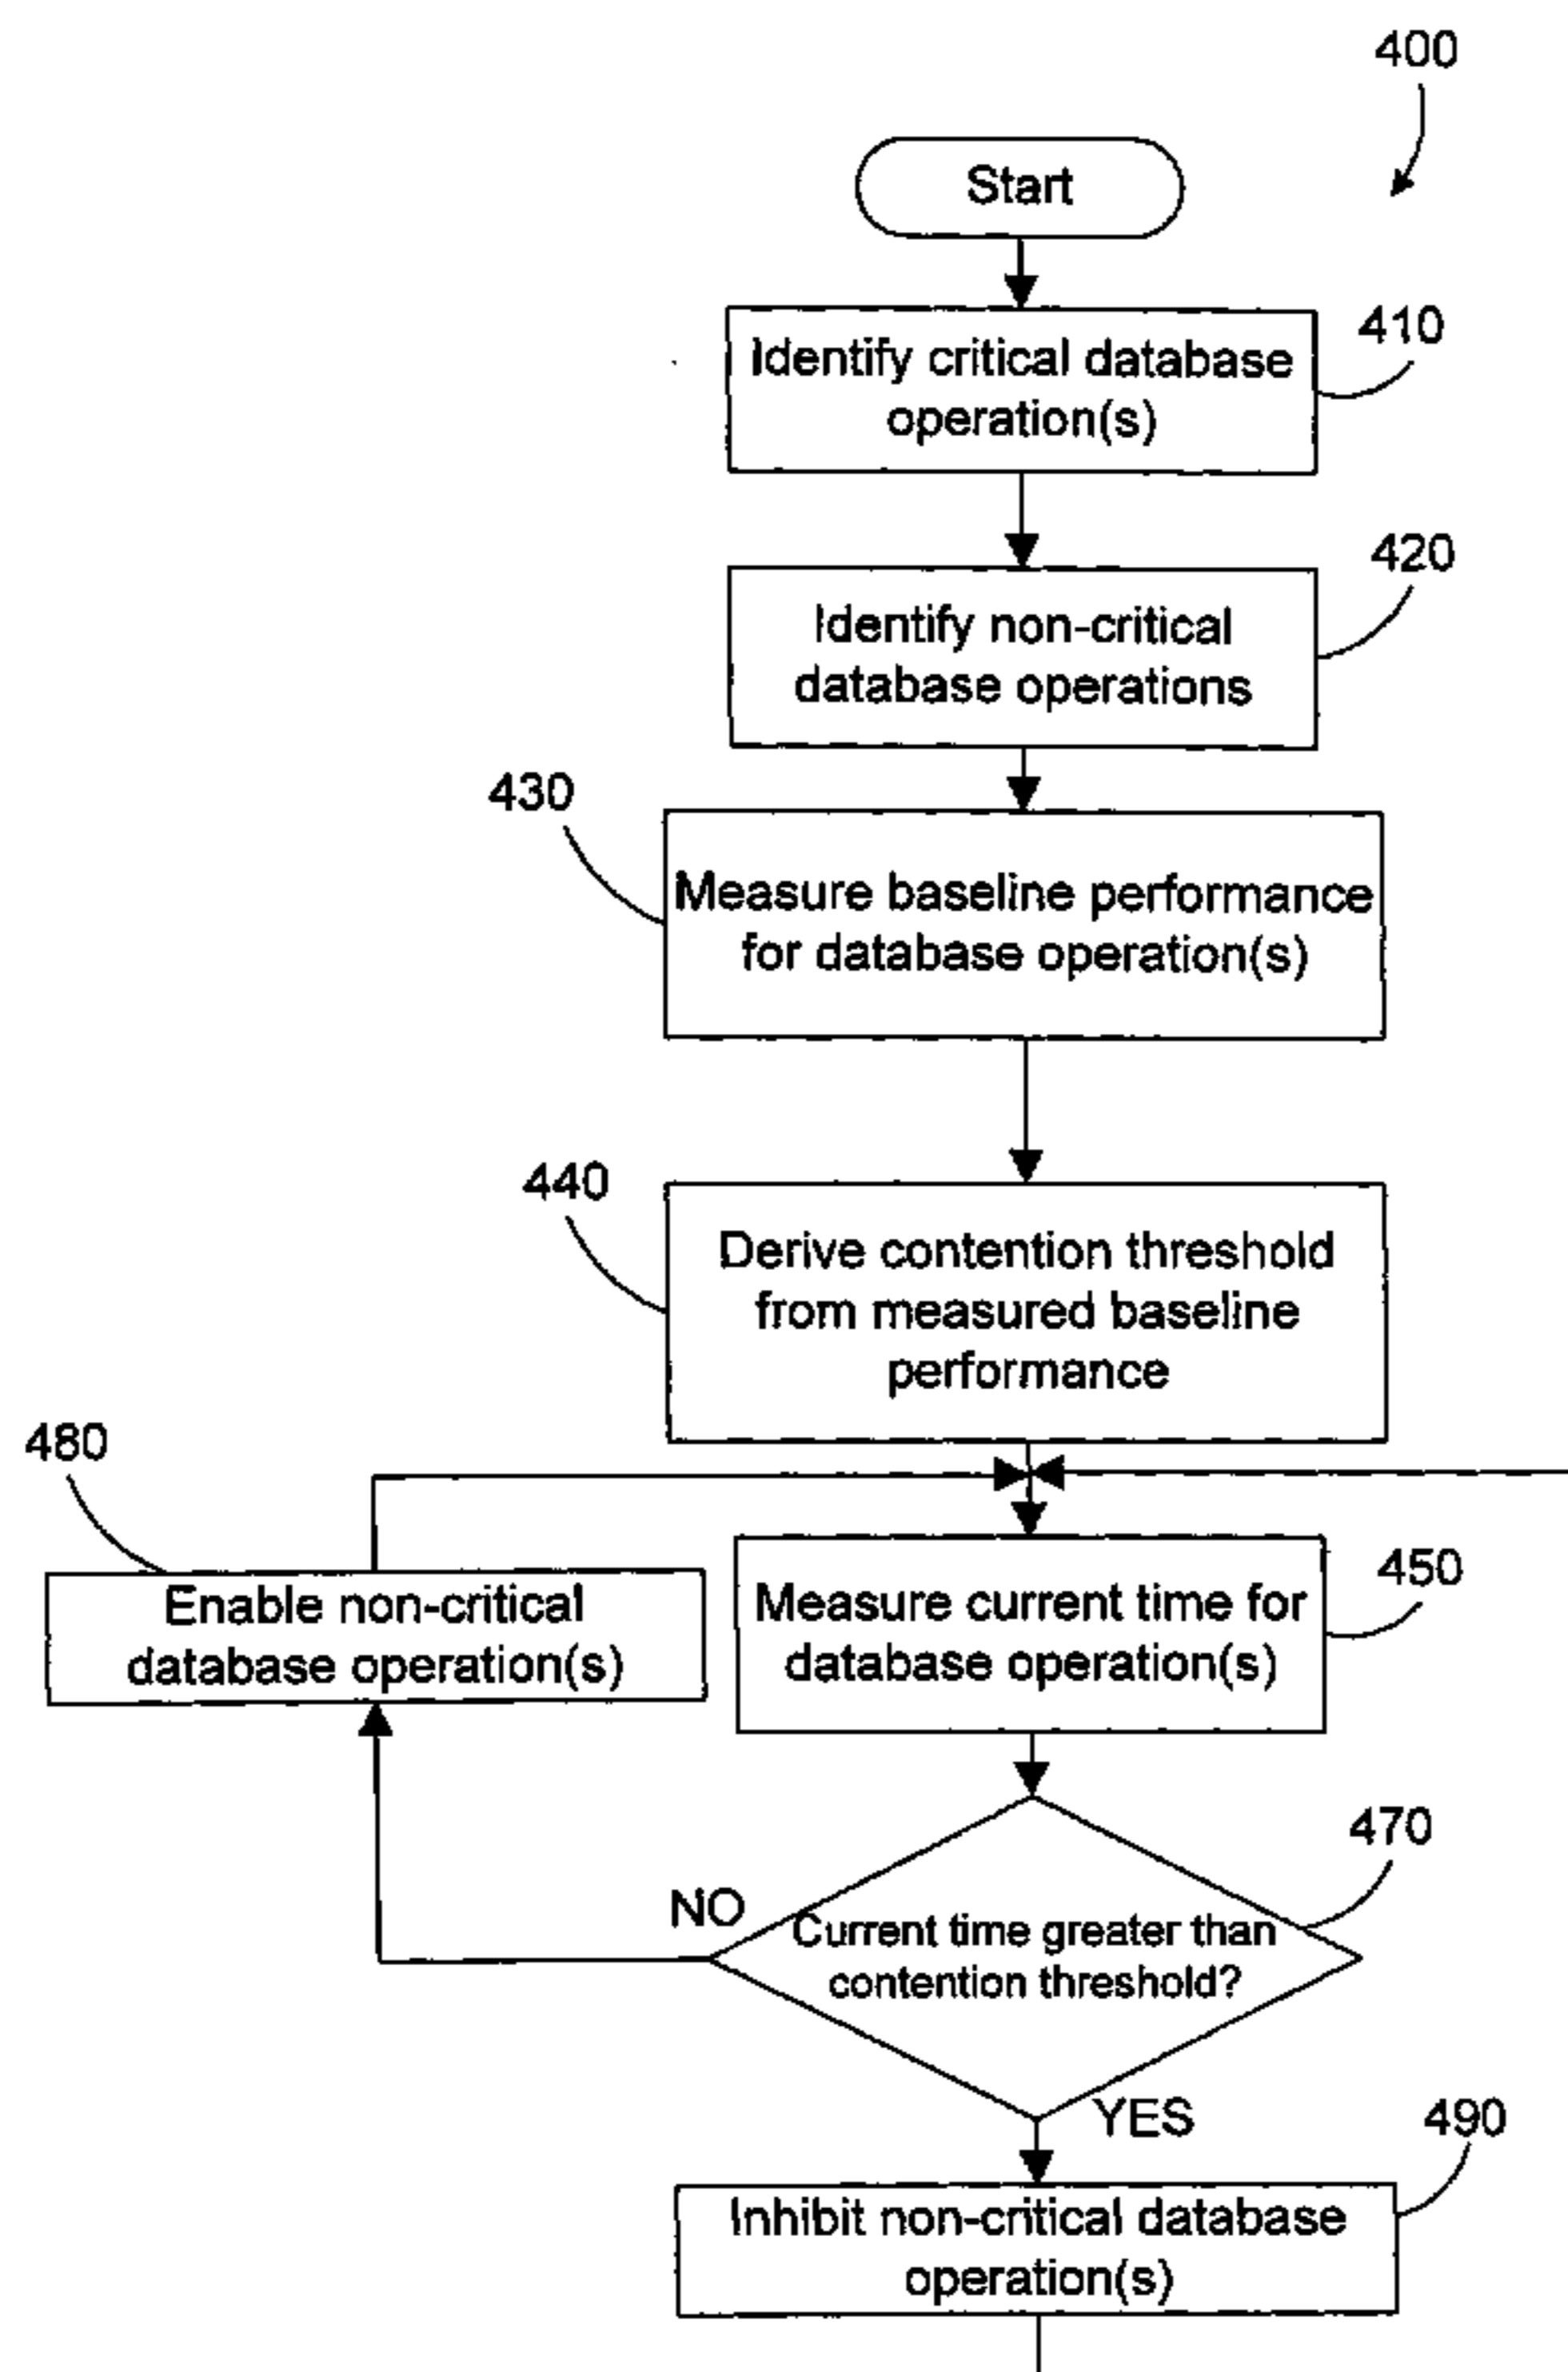 400
Start
410
Identify critical database
operation(s)
420
Identify non-critical
database operations
430
Measure baseline performance
for database operation(s)
440
Derive contention threshold
from measured baseline
performance
480
Enable non-critical
database operation(s)
450
Measure current time for
database operation(s)
470
NO
Current time greater than
contention threshold?
YES
490
Inhibit non-critical database
operation(s)